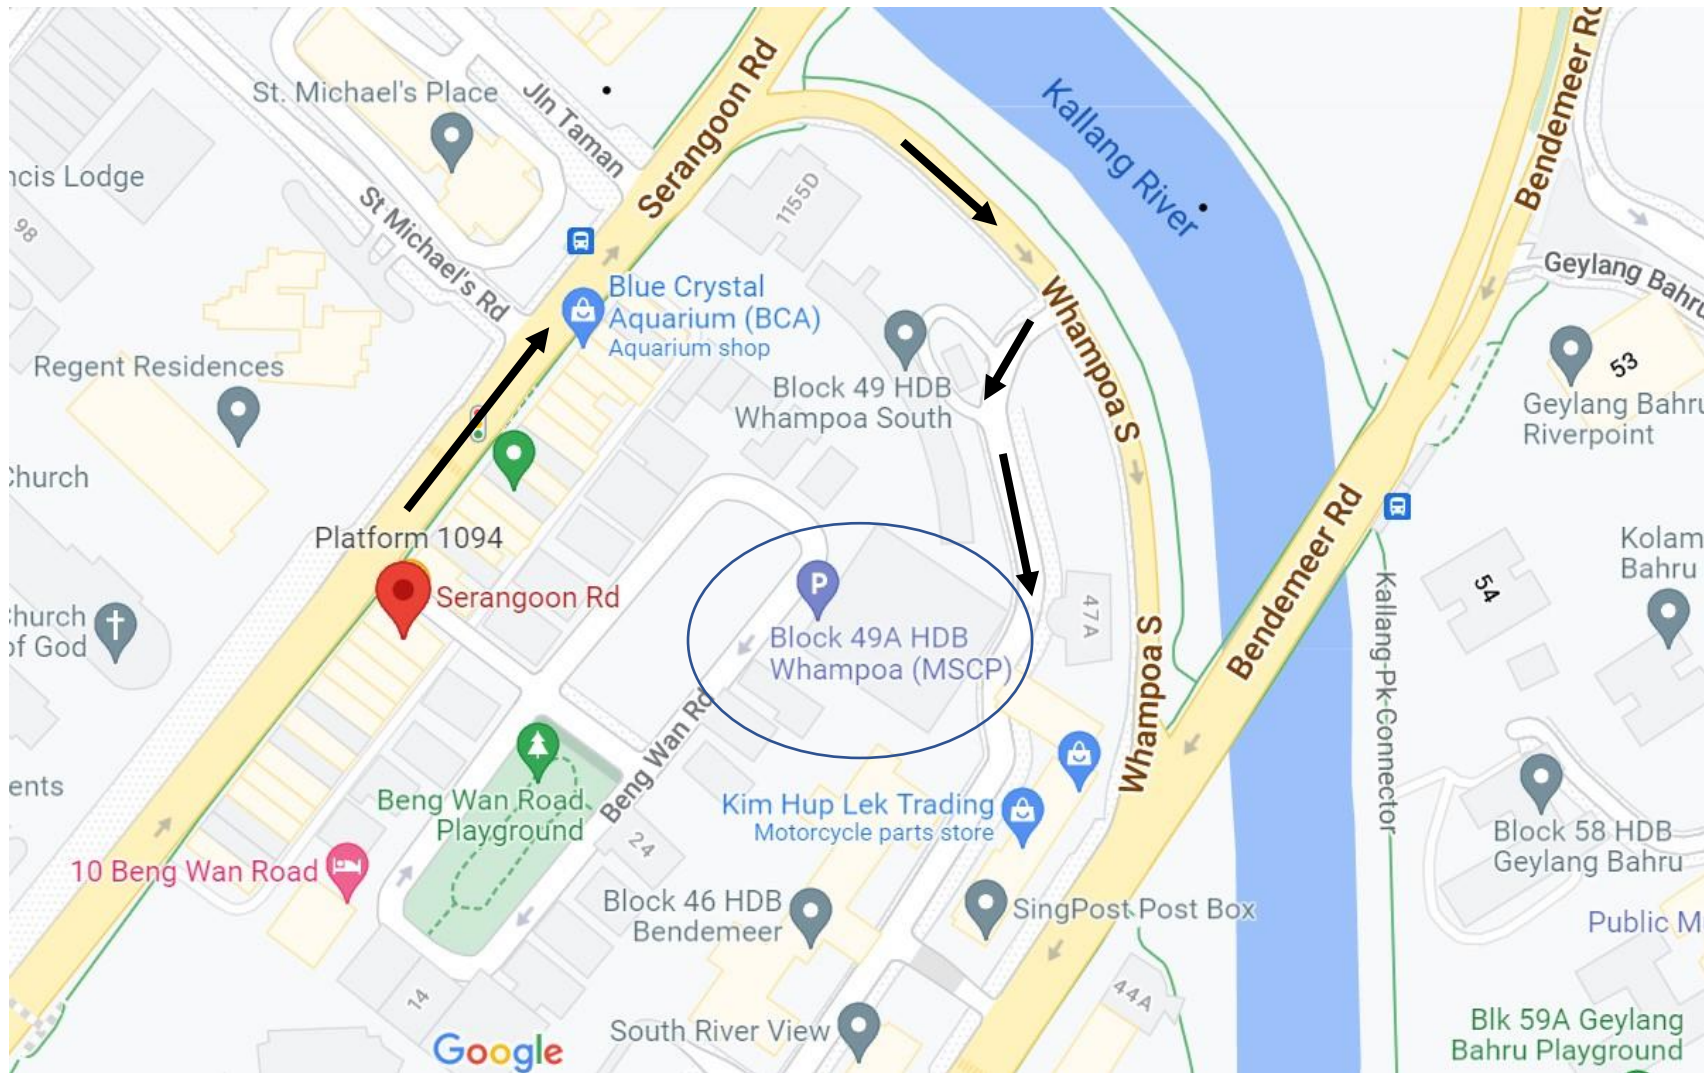 St. Michael's Place
Jln Taman
Serangoon Rd
Kallang River
Bendemeer Rd
ncis Lodge
98
St Michael's Rd
1155D
Geylang Bahru
Blue Crystal
Aquarium (BCA)
Aquarium shop
Whampoa S
Regent Residences
Block 49 HDB
Whampoa South
53
Geylang Bahru
Riverpoint
Church
Platform 1094
Serangoon Rd
P
Block 49A HDB
Whampoa (MSCP)
47A
Bendemeer Rd
Kallang-Pk-Connector
54
Kolam
Bahru
Church
of God
Whampoa S
Beng Wan Rd
ents
Beng Wan Road
Playground
Kim Hup Lek Trading
Motorcycle parts store
10 Beng Wan Road
24
Block 46 HDB
Bendemeer
SingPost Post Box
Block 58 HDB
Geylang Bahru
Public M
14
44A
Google
South River View
Blk 59A Geylang
Bahru Playground